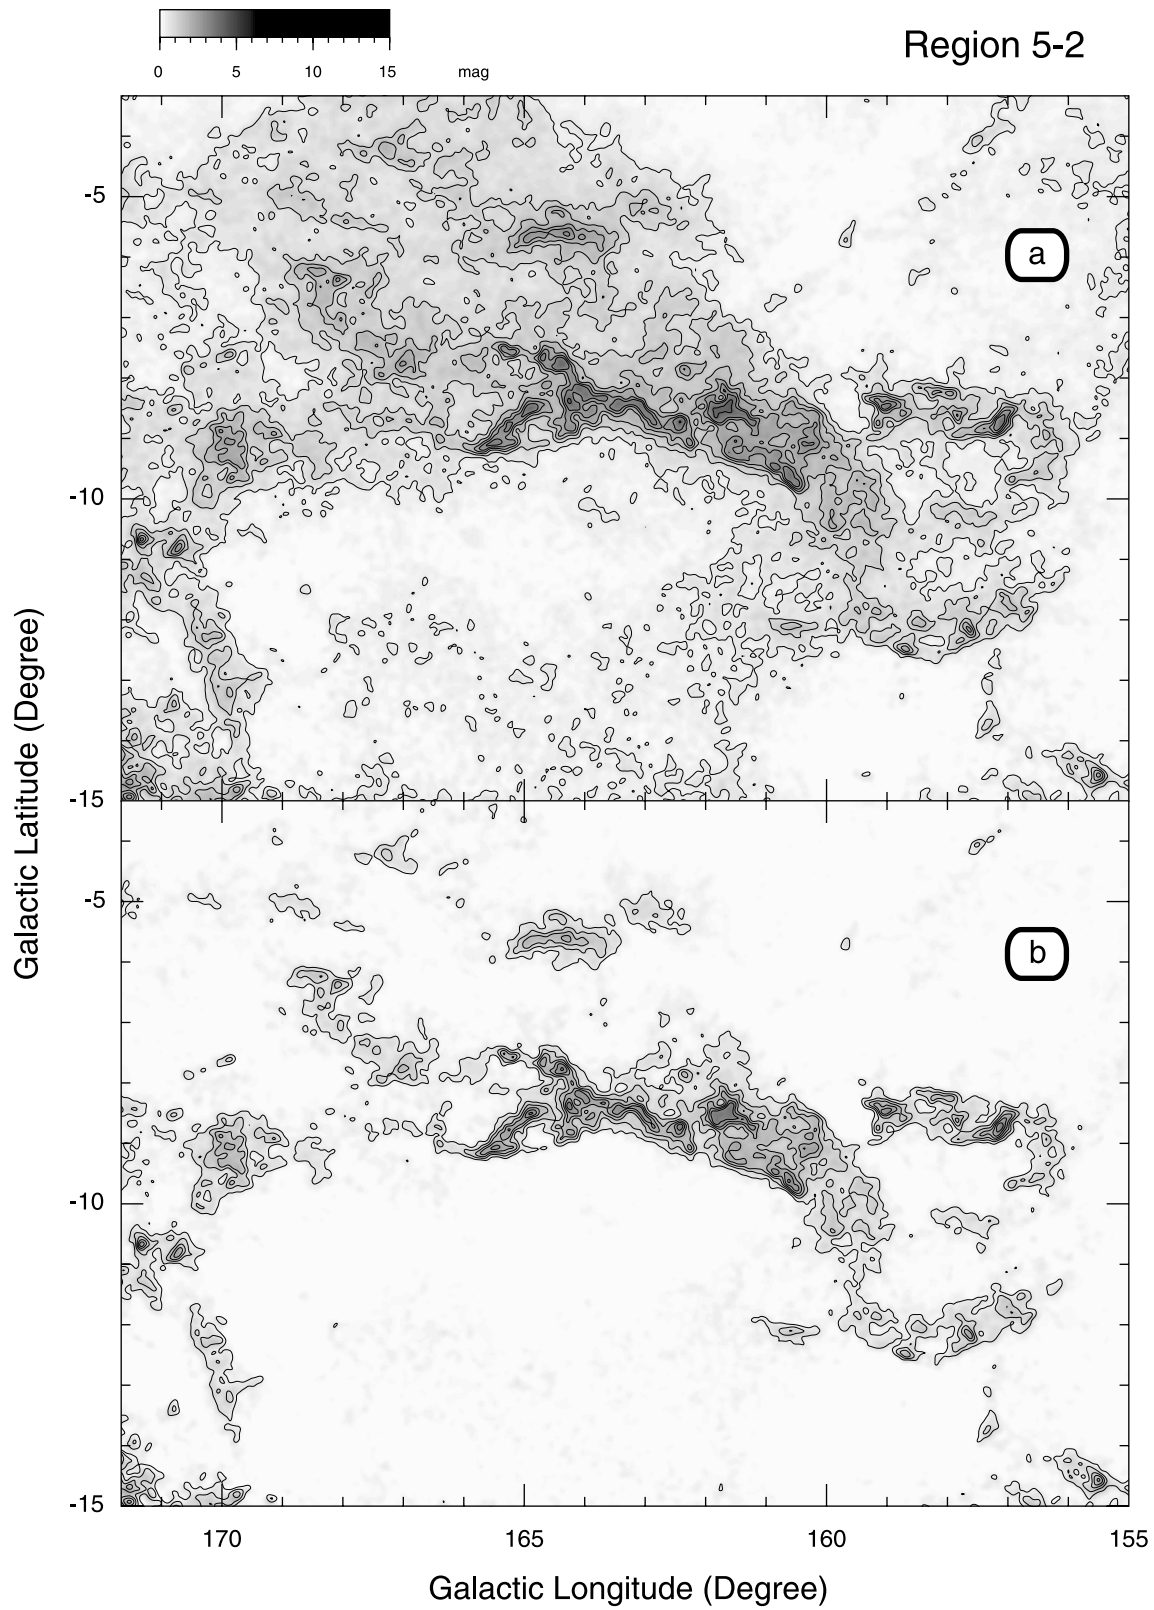 Region 5-2
0 5 10 15 mag
a
-5
-10
-15
b
-5
-10
-15
170 165 160 155
Galactic Longitude (Degree)
Galactic Latitude (Degree)